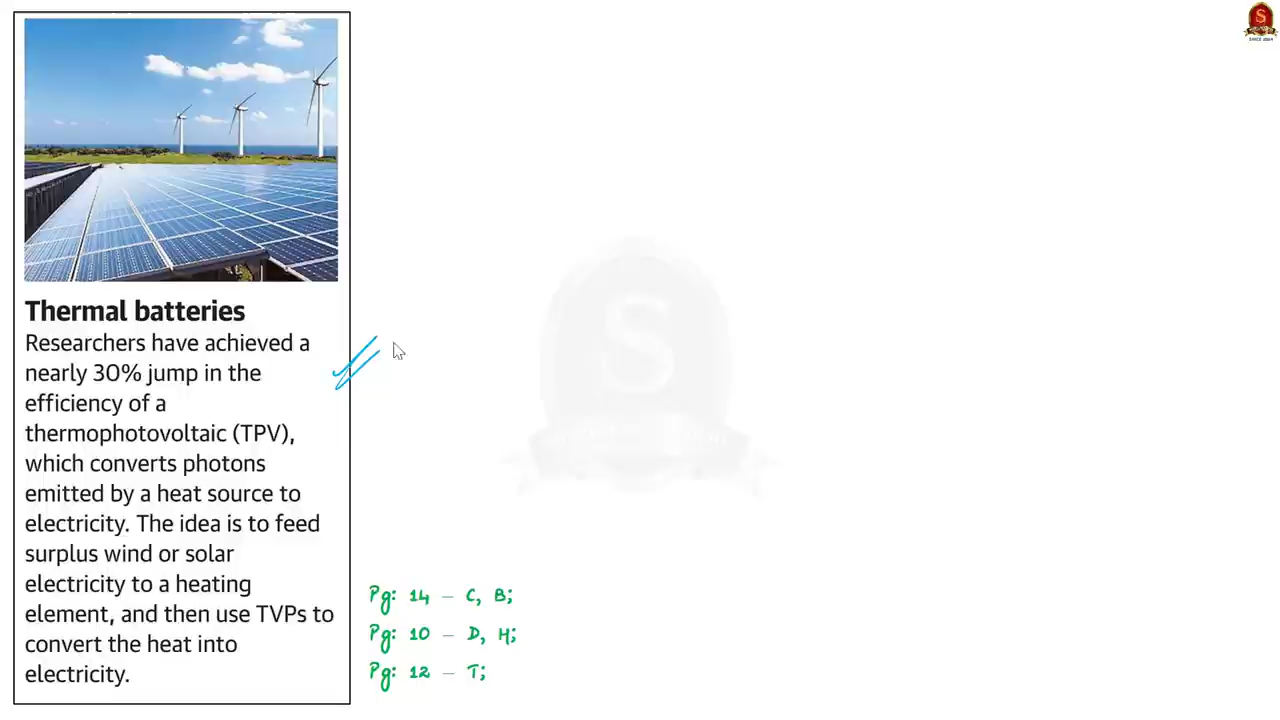 Thermal batteries
Researchers have achieved a
nearly 30% jump in the
efficiency of a
thermophotovoltaic (TPV),
which converts photons
emitted by a heat source to
electricity. The idea is to feed
surplus wind or solar
electricity to a heating
element, and then use TVPs to
convert the heat into
electricity.
Pg: 14 – C, B;
Pg: 10 – D, H;
Pg: 12 – T;
S
S